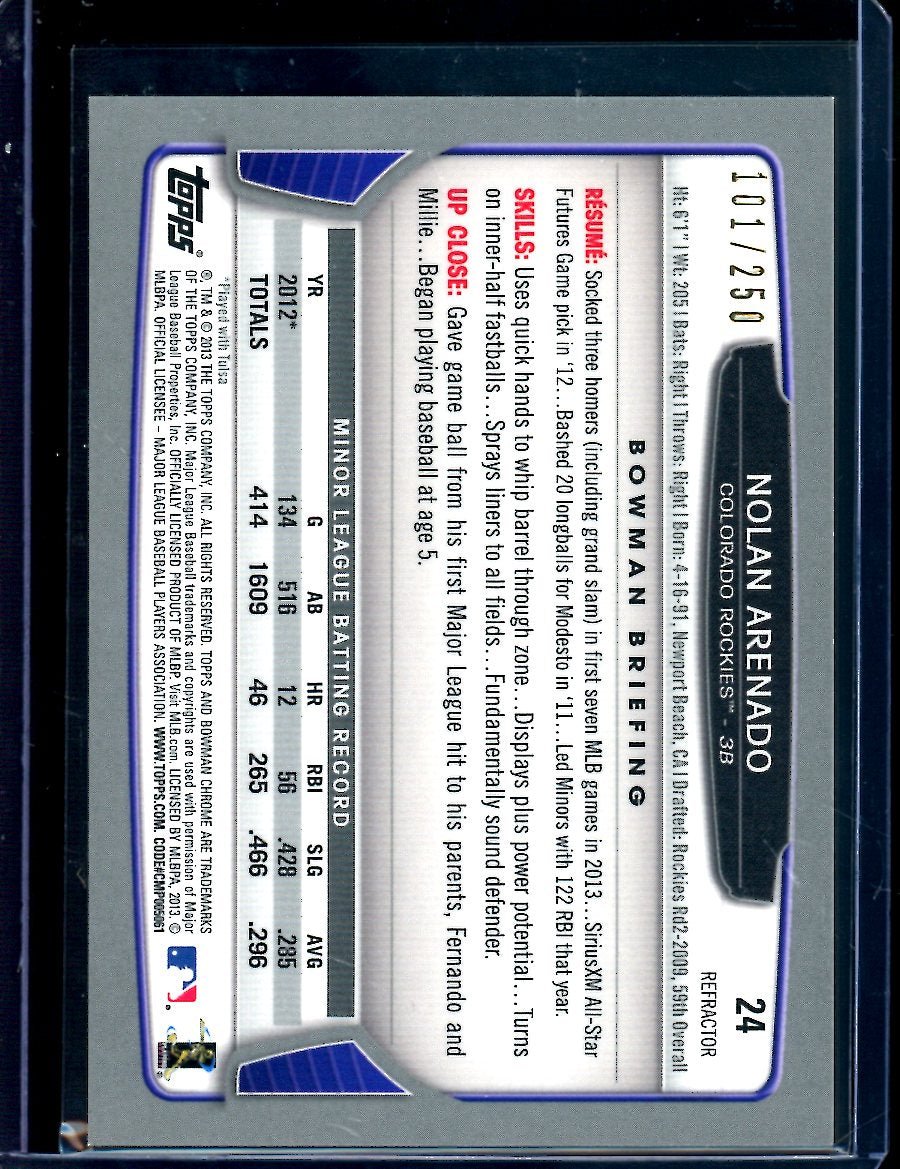 101/250
NOLAN ARENADO
COLORADO ROCKIES™ - 3B
24
REFRACTOR
Ht: 6'1" | Wt: 205 | Bats: Right | Throws: Right | Born: 4-16-91, Newport Beach, CA | Drafted: Rockies Rd2-2009, 59th Overall
BOWMAN BRIEFING
RÉSUMÉ: Socked three homers (including grand slam) in first seven MLB games in 2013...SiriusXM All-Star
Futures Game pick in '12...Bashed 20 longballs for Modesto in '11...Led Minors with 122 RBI that year.
SKILLS: Uses quick hands to whip barrel through zone...Displays plus power potential...Turns
on inner-half fastballs...Sprays liners to all fields...Fundamentally sound defender.
UP CLOSE: Gave game ball from his first Major League hit to his parents, Fernando and
Millie...Began playing baseball at age 5.
MINOR LEAGUE BATTING RECORD
YR G AB HR RBI SLG AVG
2012* 134 516 12 56 .428 .285
TOTALS 414 1609 46 265 .466 .296
*Played with Tulsa
topps®
® TM & © 2013 THE TOPPS COMPANY, INC. ALL RIGHTS RESERVED. TOPPS AND BOWMAN CHROME ARE TRADEMARKS
OF THE TOPPS COMPANY, INC. Major League Baseball trademarks and copyrights are used with permission of Major
League Baseball Properties, Inc. OFFICIALLY LICENSED PRODUCT OF MLBP. Visit MLB.com. LICENSED BY MLBPA, 2013. ©
MLBPA. OFFICIAL LICENSEE – MAJOR LEAGUE BASEBALL PLAYERS ASSOCIATION. WWW.TOPPS.COM. CODE#CMP005061